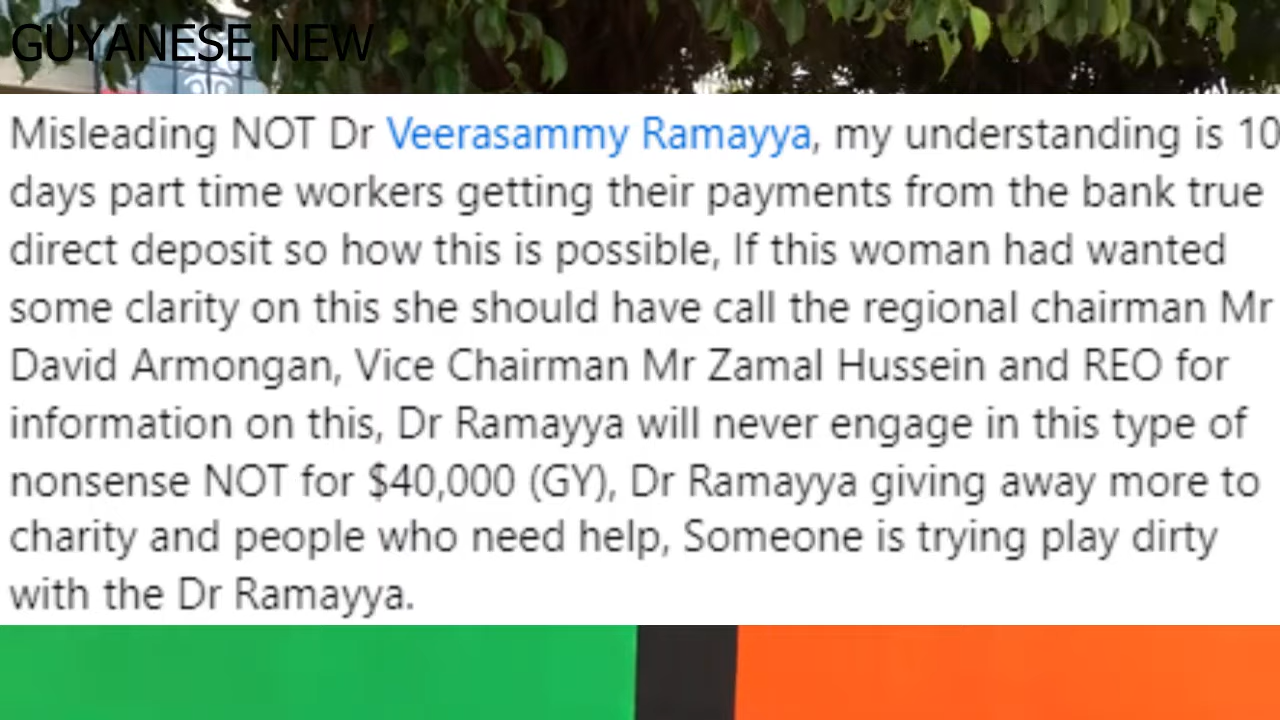 GUYANESE NEW
Misleading NOT Dr Veerasammy Ramayya, my understanding is 10
days part time workers getting their payments from the bank true
direct deposit so how this is possible, If this woman had wanted
some clarity on this she should have call the regional chairman Mr
David Armongan, Vice Chairman Mr Zamal Hussein and REO for
information on this, Dr Ramayya will never engage in this type of
nonsense NOT for $40,000 (GY), Dr Ramayya giving away more to
charity and people who need help, Someone is trying play dirty
with the Dr Ramayya.